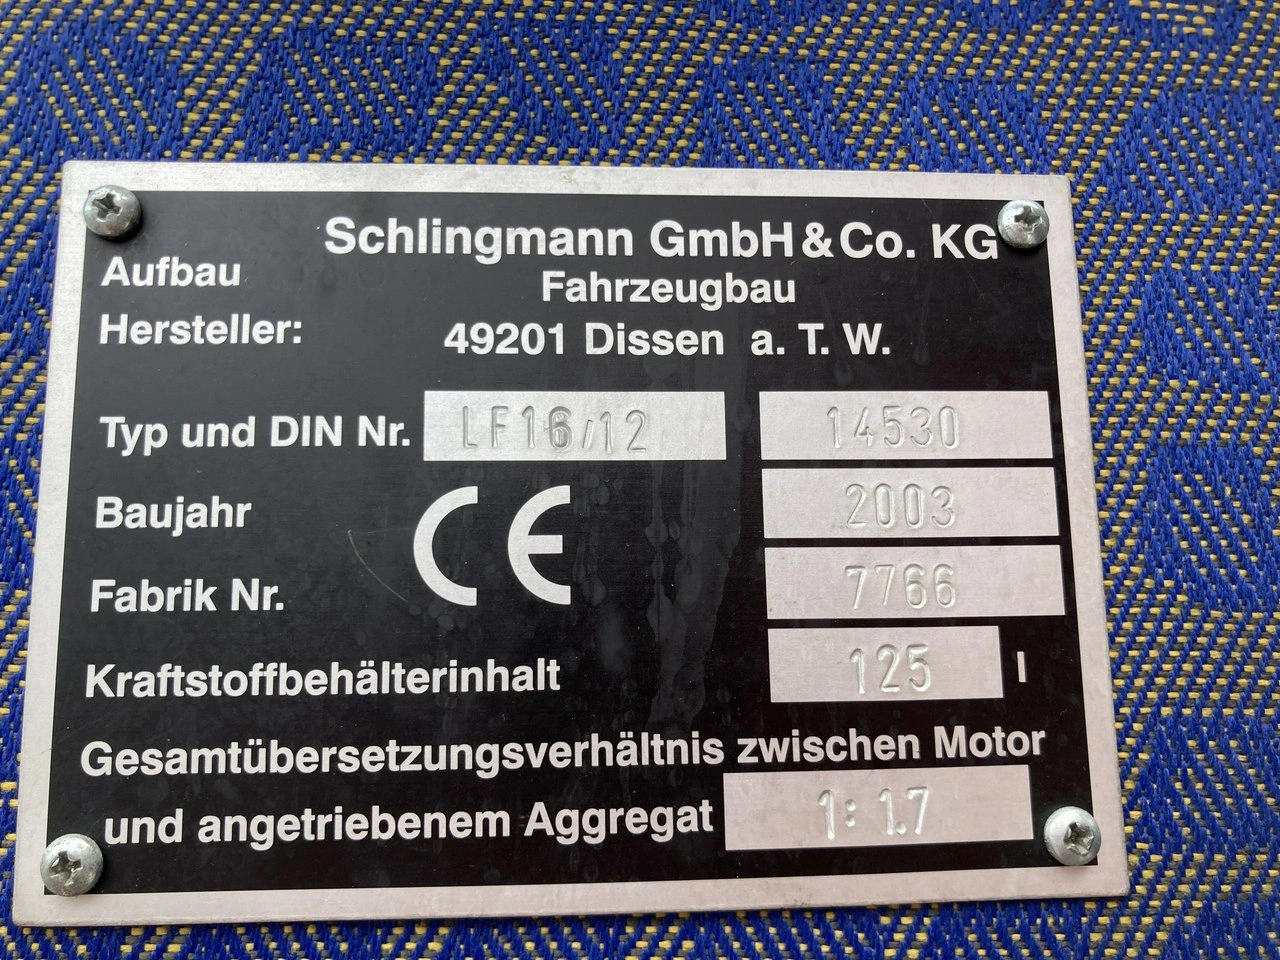 Schlingmann GmbH & Co. KG
Aufbau
Fahrzeugbau
Hersteller: 49201 Dissen a. T. W.
Typ und DIN Nr. LF16/12 14530
Baujahr CE 2003
Fabrik Nr. 7766
Kraftstoffbehälterinhalt 125 l
Gesamtübersetzungsverhältnis zwischen Motor
und angetriebenem Aggregat 1: 1.7